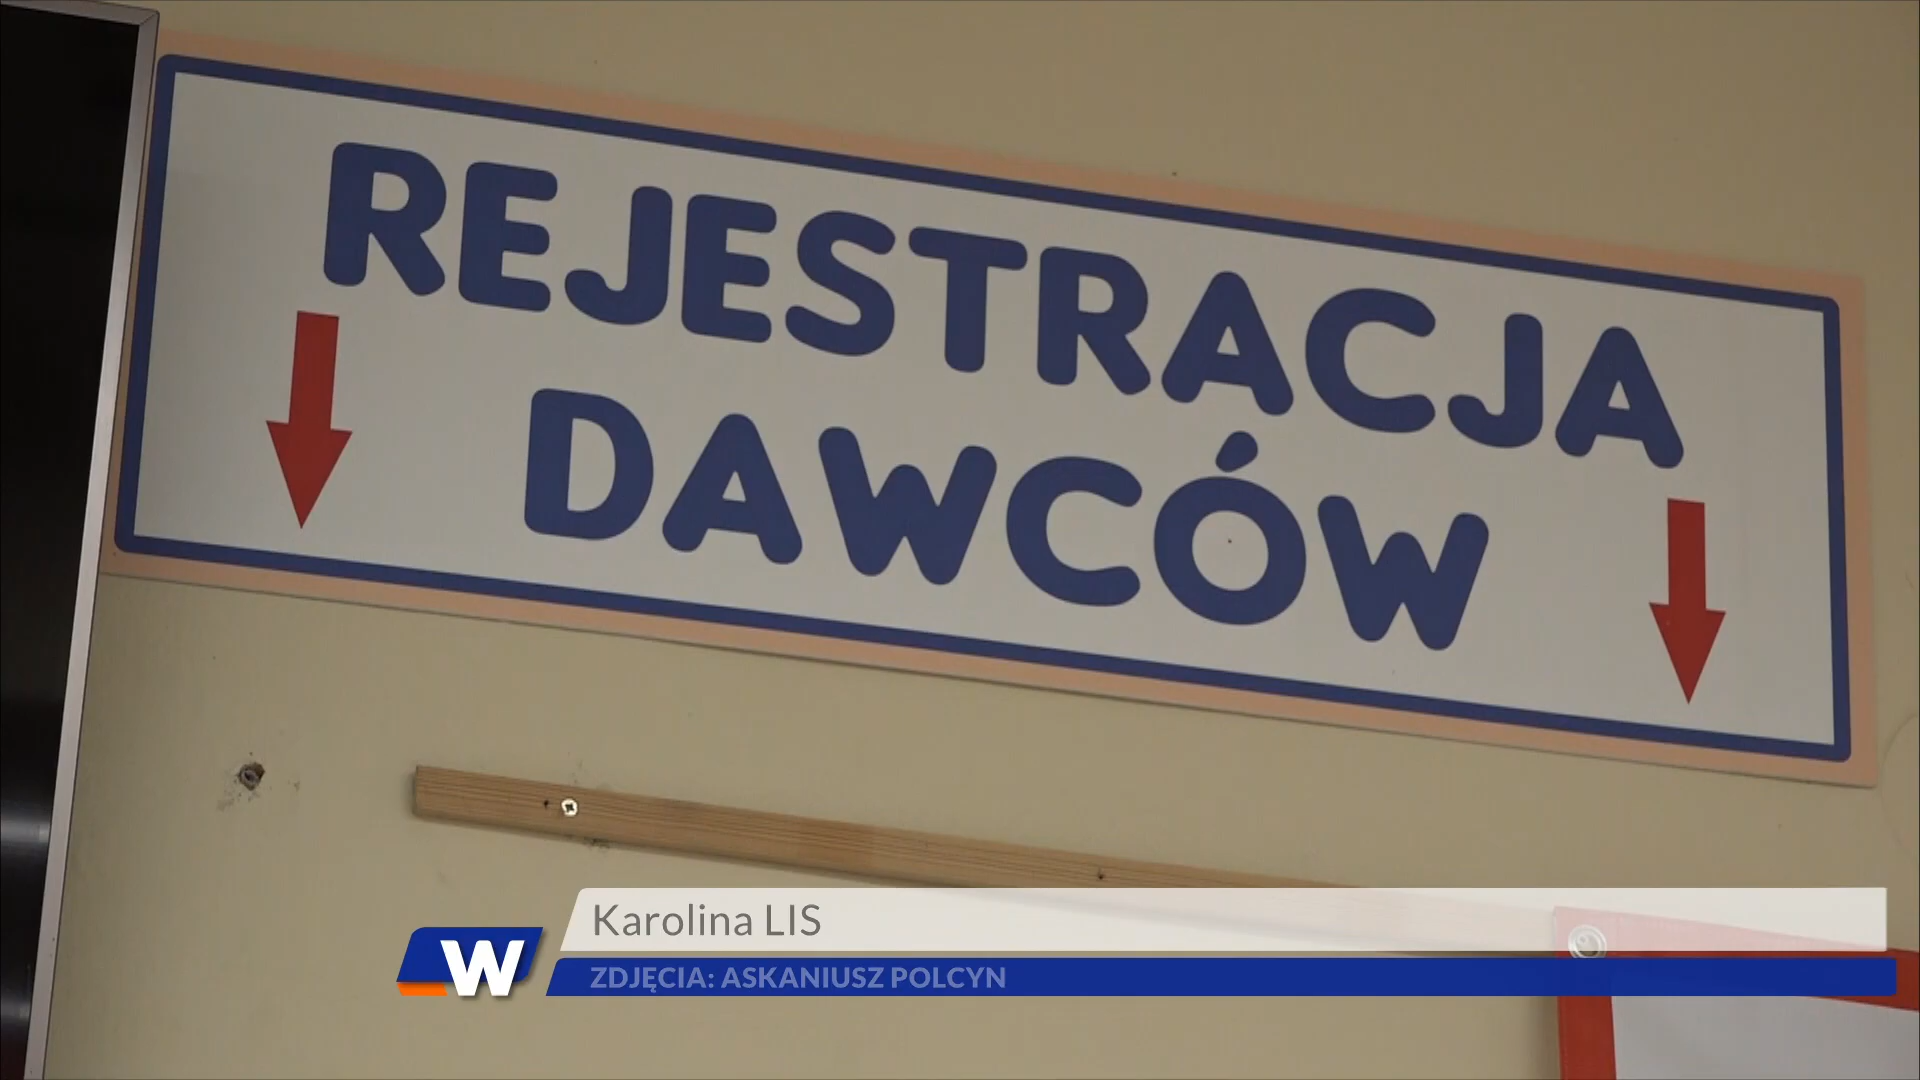 REJESTRACJA
DAWCÓW
Karolina LIS
W
ZDJĘCIA: ASKANIUSZ POLCYN